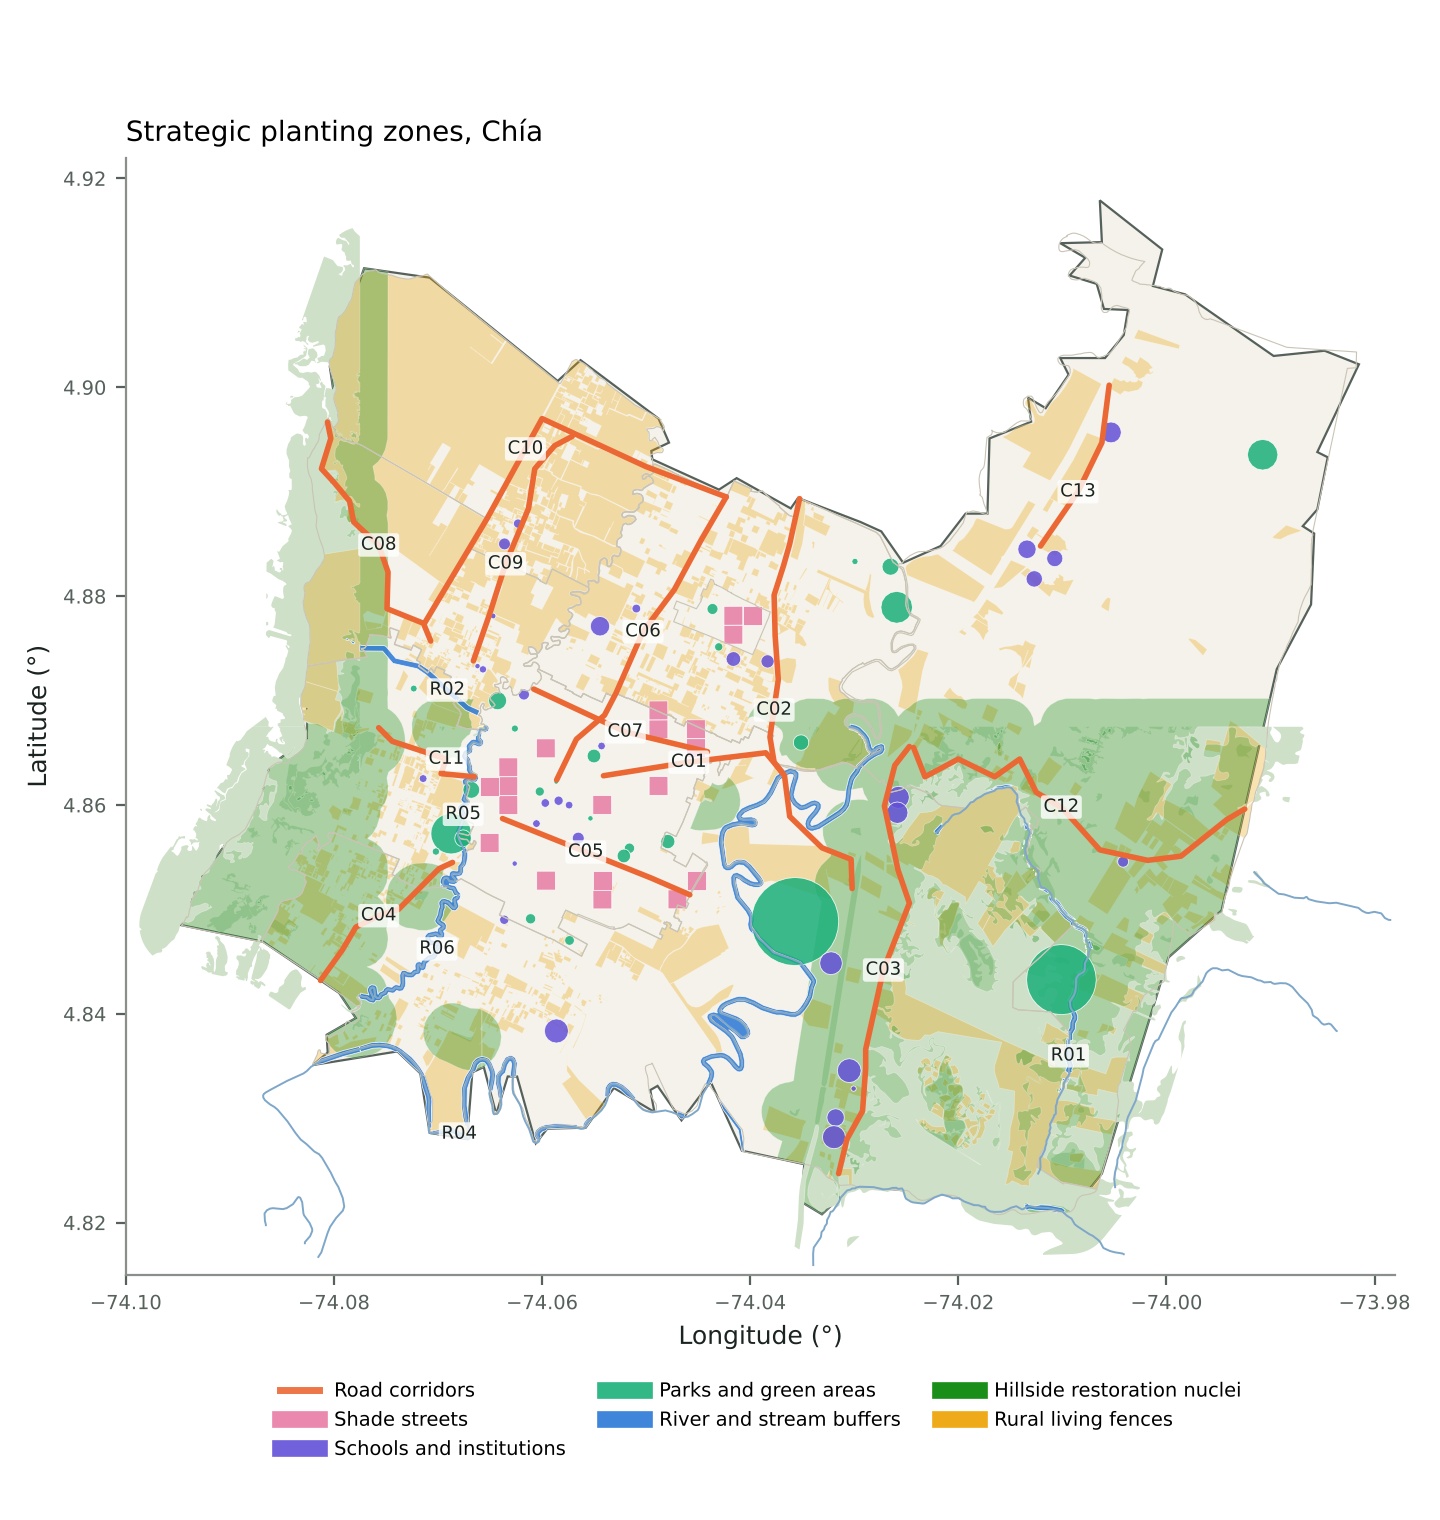 Strategic planting zones, Chía
4.92
4.90
4.88
4.86
4.84
4.82
Latitude (°)
C10
C13
C08
C09
C06
R02
C02
C07
C11
C01
C12
R05
C05
C04
R06
C03
R01
R04
−74.10
−74.08
−74.06
−74.04
−74.02
−74.00
−73.98
Longitude (°)
Road corridors
Shade streets
Schools and institutions
Parks and green areas
River and stream buffers
Hillside restoration nuclei
Rural living fences